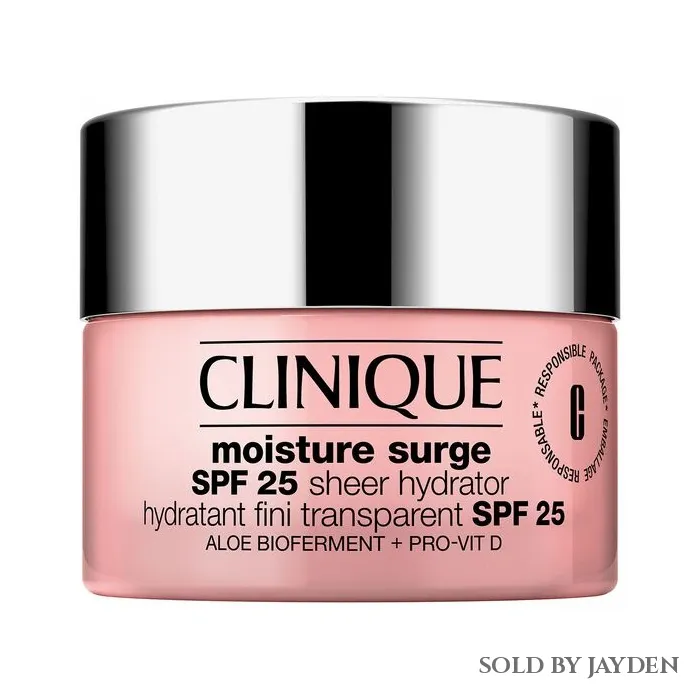 CLINIQUE
moisture surge
SPF 25 sheer hydrator
hydratant fini transparent SPF 25
ALOE BIOFERMENT + PRO-VIT D
RESPONSIBLE PACKAGE* EMBALLAGE RESPONSABLE*
C
SOLD BY JAYDEN